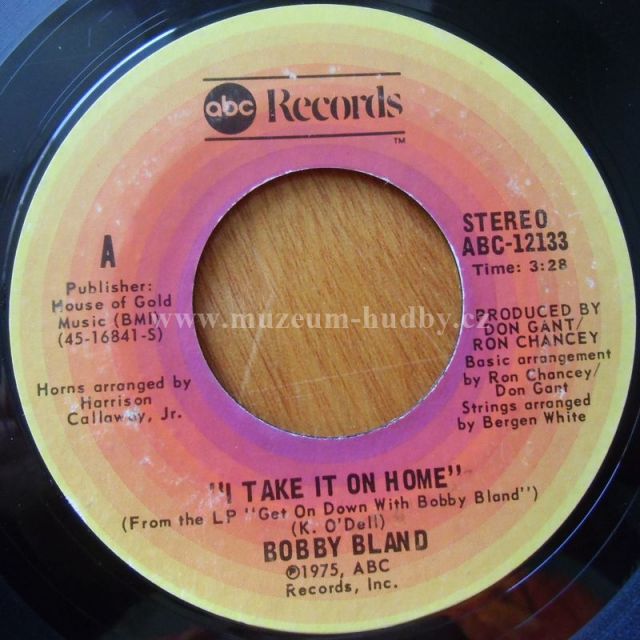 abc Records
TM
A
Publisher:
House of Gold
Music (BMI)
(45-16841-S)
Horns arranged by
Harrison
Callaway, Jr.
STEREO
ABC-12133
Time: 3:28
PRODUCED BY
DON GANT/
RON CHANCEY
Basic arrangement
by Ron Chancey/
Don Gant
Strings arranged
by Bergen White
www.muzeum-hudby.cz
"I TAKE IT ON HOME"
(From the LP "Get On Down With Bobby Bland")
(K. O'Dell)
BOBBY BLAND
℗1975, ABC
Records, Inc.